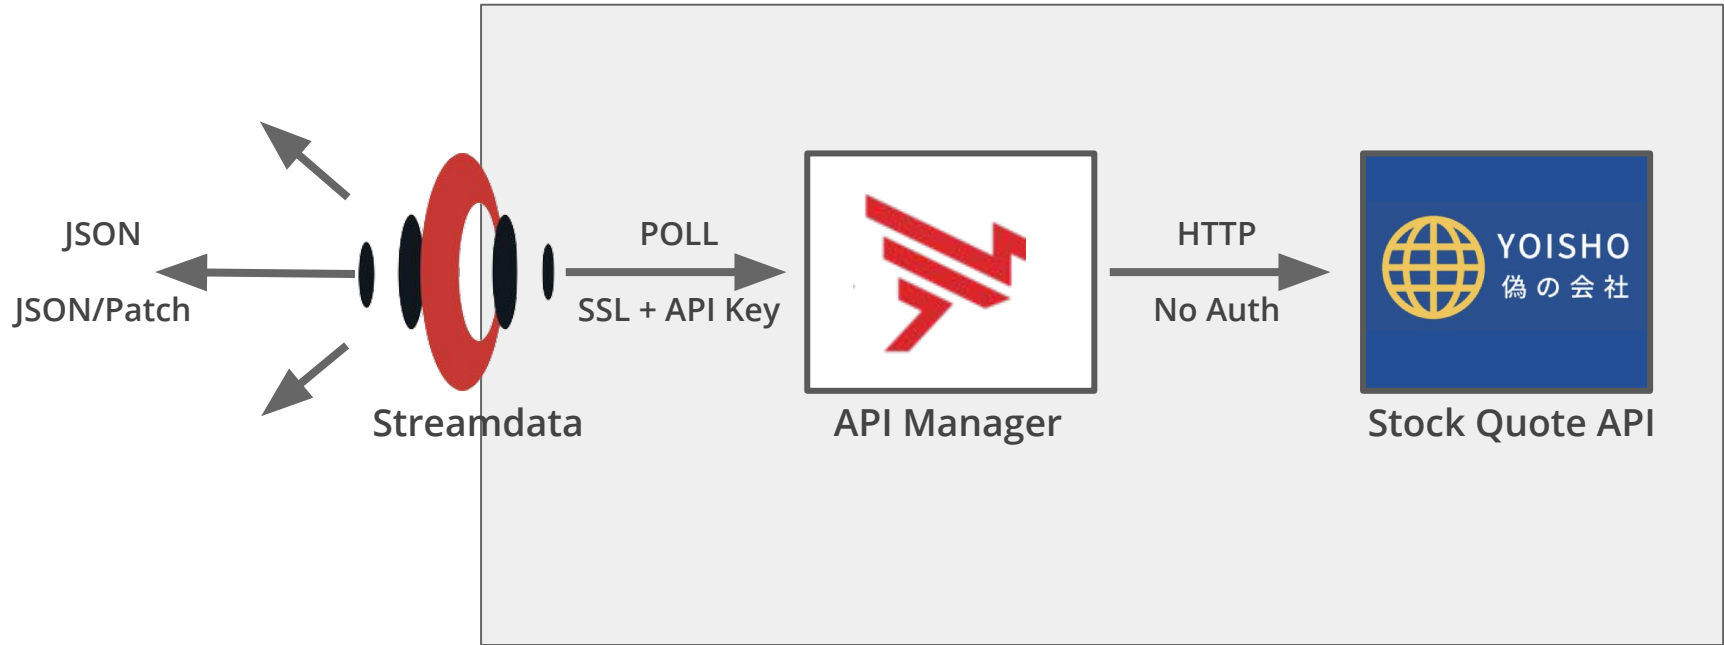 JSON
JSON/Patch
Streamdata
POLL
SSL + API Key
API Manager
HTTP
No Auth
YOISHO
偽の会社
Stock Quote API